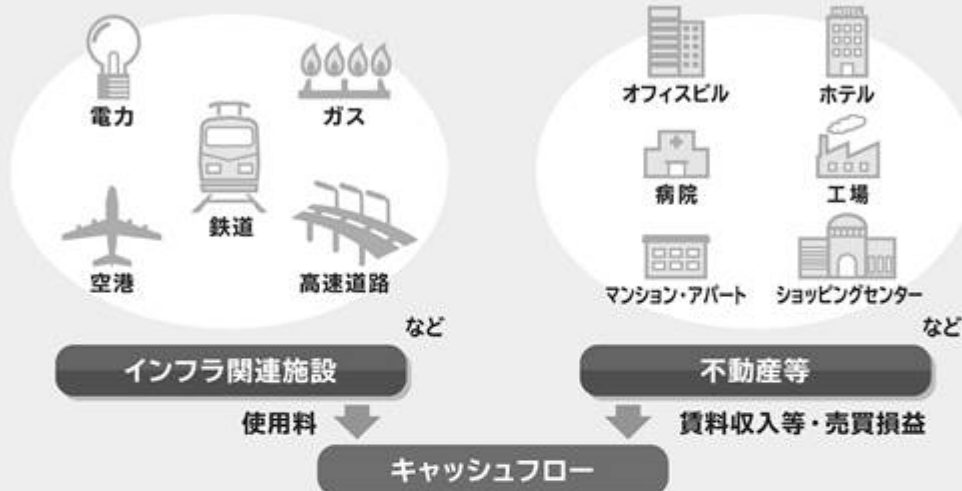 電力
ガス
鉄道
空港
高速道路
など
インフラ関連施設
使用料
オフィスビル
ホテル
病院
工場
マンション・アパート
ショッピングセンター
など
不動産等
賃料収入等・売買損益
キャッシュフロー